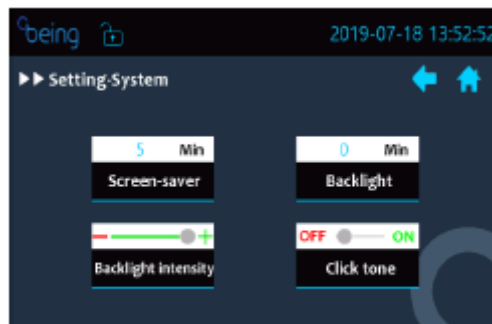 being 2019-07-18 13:52:52
Setting-System
5 Min 0 Min
Screen-saver Backlight
OFF ON
Backlight intensity Click tone